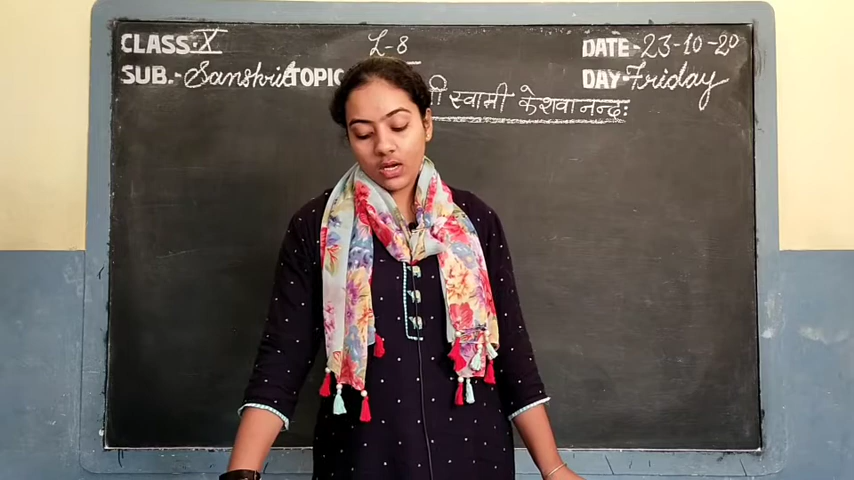 CLASS:- X L-8 DATE:- 23-10-20
SUB.-Sanskrit TOPIC DAY- Friday
स्वामी केशवानन्दः